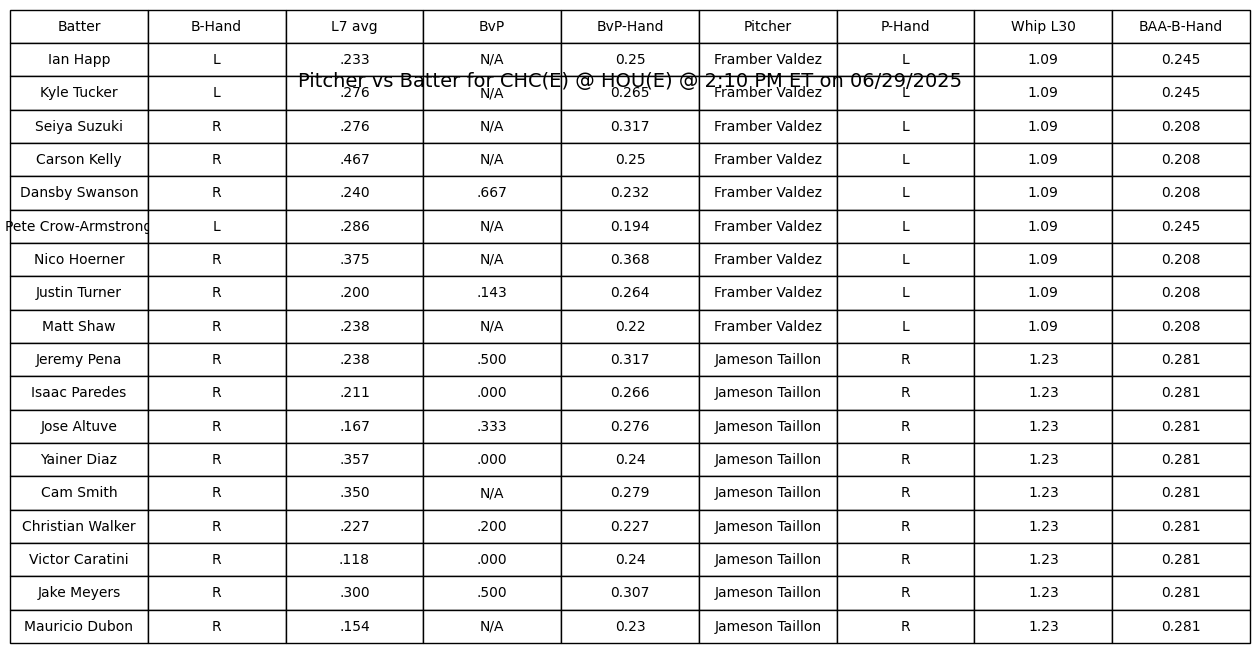 Batter B-Hand L7 avg BvP BvP-Hand Pitcher P-Hand Whip L30 BAA-B-Hand
Ian Happ L .233 N/A 0.25 Framber Valdez L 1.09 0.245
Pitcher vs Batter for CHC(E) @ HOU(E) @ 2:10 PM ET on 06/29/2025
Kyle Tucker L .276 N/A 0.265 Framber Valdez L 1.09 0.245
Seiya Suzuki R .276 N/A 0.317 Framber Valdez L 1.09 0.208
Carson Kelly R .467 N/A 0.25 Framber Valdez L 1.09 0.208
Dansby Swanson R .240 .667 0.232 Framber Valdez L 1.09 0.208
Pete Crow-Armstrong L .286 N/A 0.194 Framber Valdez L 1.09 0.245
Nico Hoerner R .375 N/A 0.368 Framber Valdez L 1.09 0.208
Justin Turner R .200 .143 0.264 Framber Valdez L 1.09 0.208
Matt Shaw R .238 N/A 0.22 Framber Valdez L 1.09 0.208
Jeremy Pena R .238 .500 0.317 Jameson Taillon R 1.23 0.281
Isaac Paredes R .211 .000 0.266 Jameson Taillon R 1.23 0.281
Jose Altuve R .167 .333 0.276 Jameson Taillon R 1.23 0.281
Yainer Diaz R .357 .000 0.24 Jameson Taillon R 1.23 0.281
Cam Smith R .350 N/A 0.279 Jameson Taillon R 1.23 0.281
Christian Walker R .227 .200 0.227 Jameson Taillon R 1.23 0.281
Victor Caratini R .118 .000 0.24 Jameson Taillon R 1.23 0.281
Jake Meyers R .300 .500 0.307 Jameson Taillon R 1.23 0.281
Mauricio Dubon R .154 N/A 0.23 Jameson Taillon R 1.23 0.281